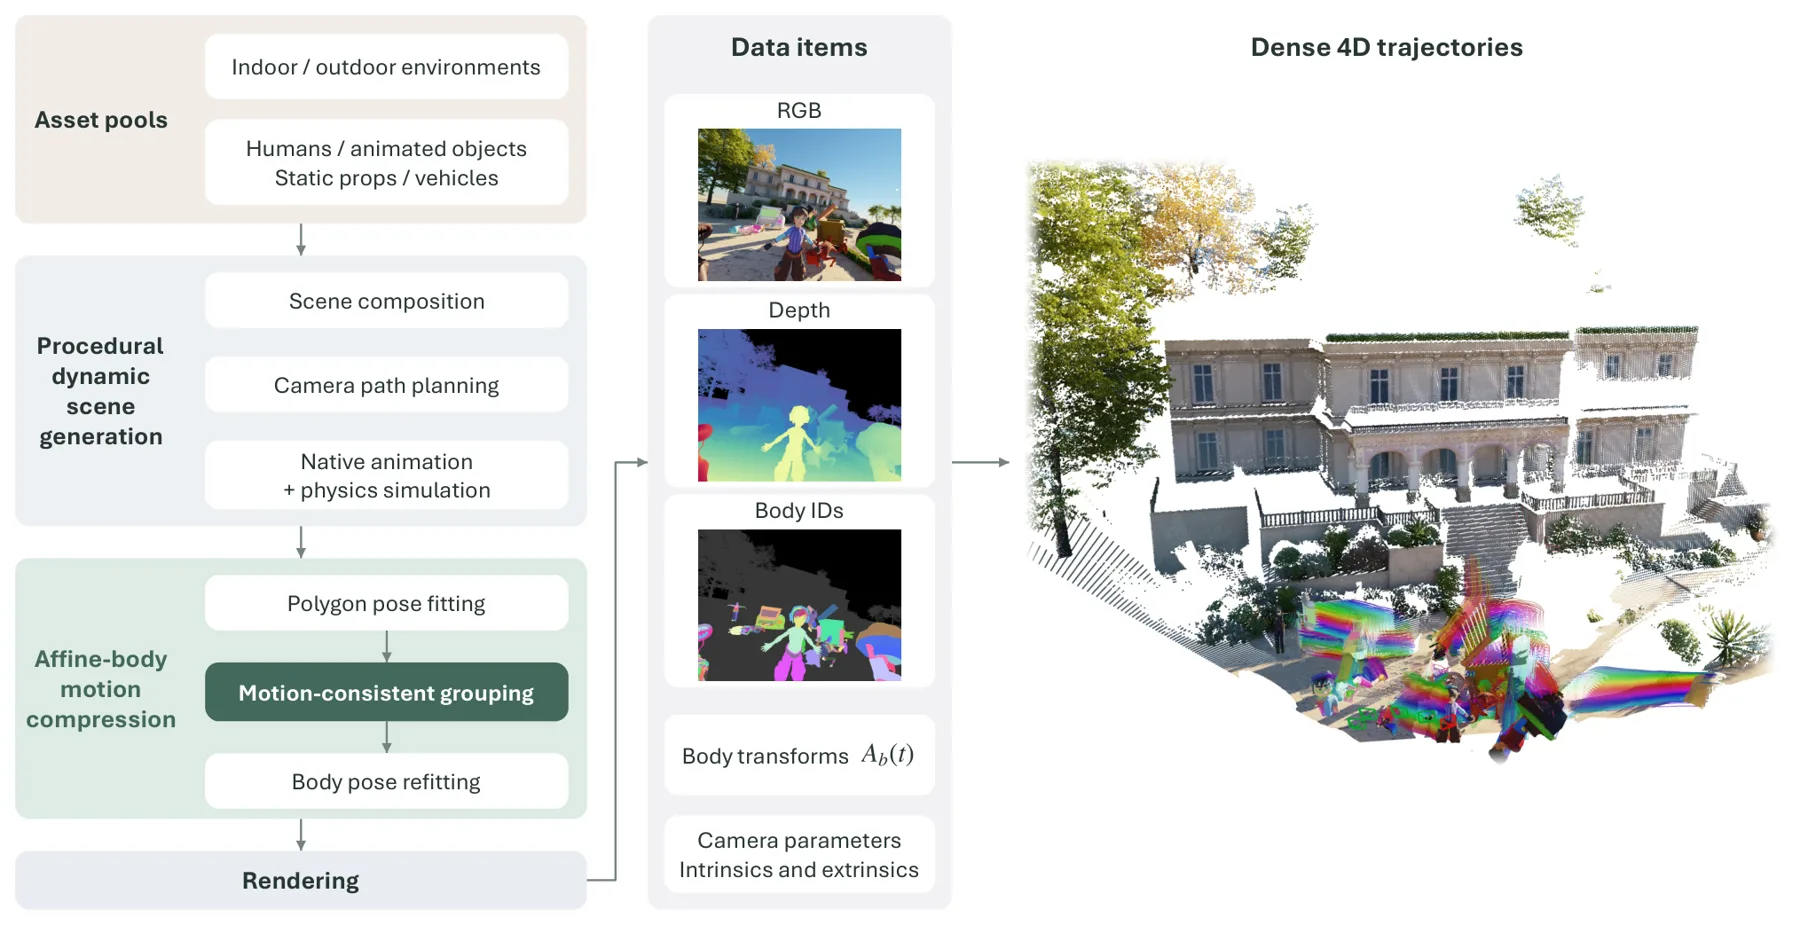 Asset pools
Indoor / outdoor environments
Humans / animated objects
Static props / vehicles
Procedural
dynamic
scene
generation
Scene composition
Camera path planning
Native animation
+ physics simulation
Affine-body
motion
compression
Polygon pose fitting
Motion-consistent grouping
Body pose refitting
Rendering
Data items
RGB
Depth
Body IDs
Body transforms A_b(t)
Camera parameters
Intrinsics and extrinsics
Dense 4D trajectories